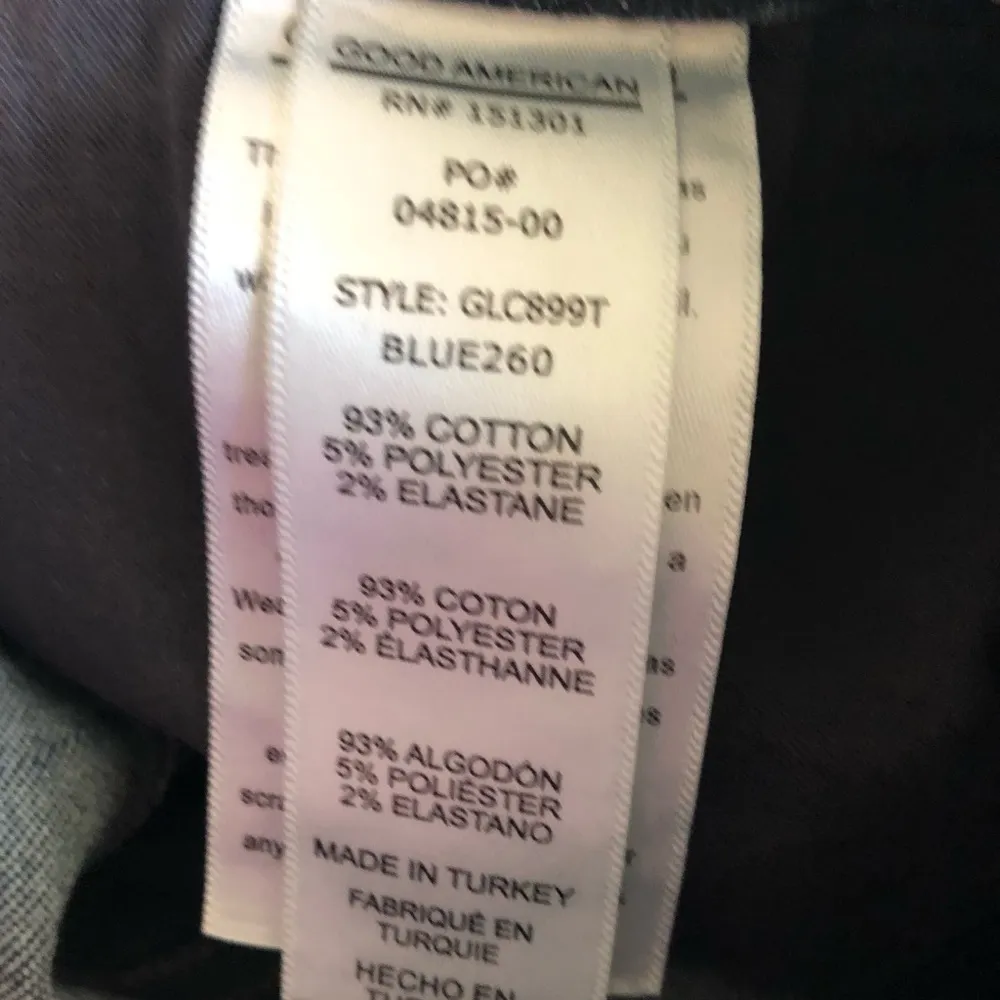 GOOD AMERICAN
RN# 151301
PO#
04815-00
STYLE: GLC899T
BLUE260
93% COTTON
5% POLYESTER
2% ELASTANE
93% COTON
5% POLYESTER
2% ÉLASTHANNE
93% ALGODÓN
5% POLIÉSTER
2% ELASTANO
MADE IN TURKEY
FABRIQUÉ EN
TURQUIE
HECHO EN